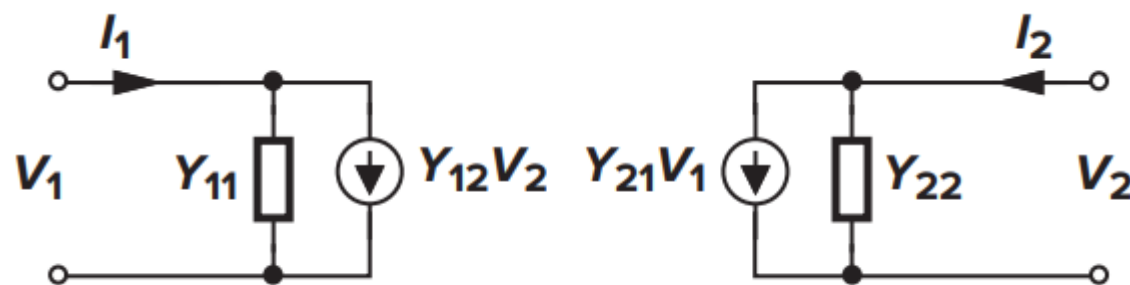 I₁ I₂
V₁ Y₁₁ Y₁₂V₂ Y₂₁V₁ Y₂₂ V₂